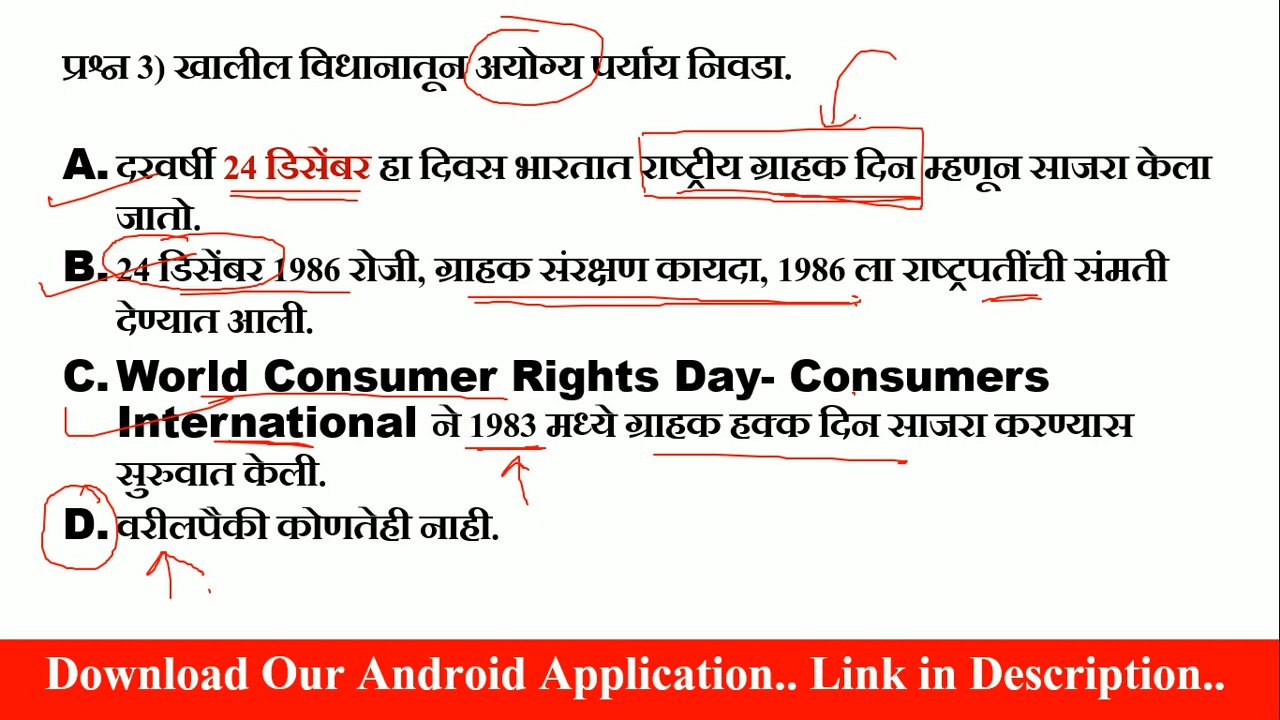 प्रश्न 3) खालील विधानातून अयोग्य पर्याय निवडा.
A. दरवर्षी 24 डिसेंबर हा दिवस भारतात राष्ट्रीय ग्राहक दिन म्हणून साजरा केला
जातो.
B. 24 डिसेंबर 1986 रोजी, ग्राहक संरक्षण कायदा, 1986 ला राष्ट्रपतींची संमती
देण्यात आली.
C. World Consumer Rights Day- Consumers
International ने 1983 मध्ये ग्राहक हक्क दिन साजरा करण्यास
सुरुवात केली.
D. वरीलपैकी कोणतेही नाही.
Download Our Android Application.. Link in Description..